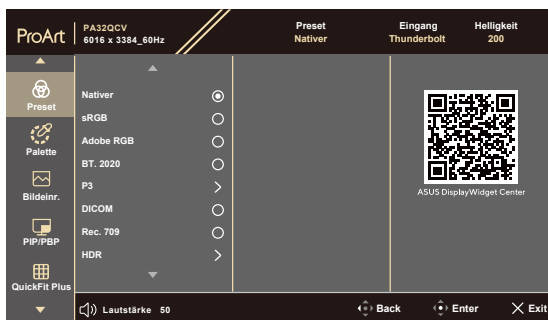 ProArt
PA32QCV
6016 x 3384_60Hz
Preset
Nativer
Eingang
Thunderbolt
Helligkeit
200
Preset
Palette
Bildeinr.
PIP/PBP
QuickFit Plus
Nativer
sRGB
Adobe RGB
BT. 2020
P3
DICOM
Rec. 709
HDR
ASUS DisplayWidget Center
Lautstärke 50
Back
Enter
Exit